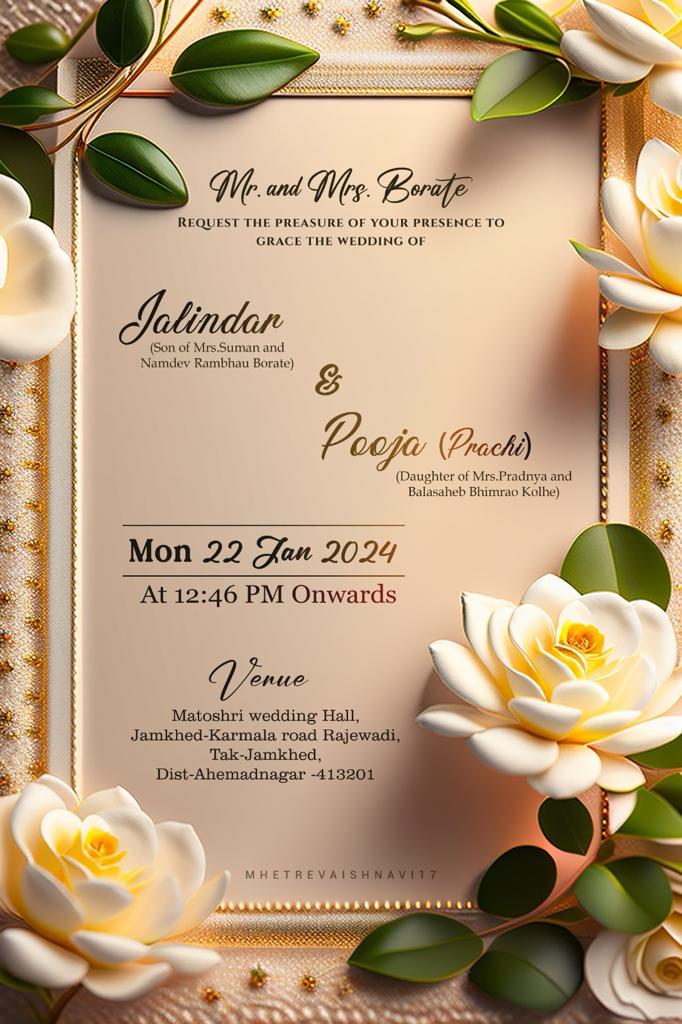 Mr. and Mrs. Borate
Request the preasure of your presence to
grace the wedding of
Jalindar
(Son of Mrs.Suman and
Namdev Rambhau Borate)
&
Pooja (Prachi)
(Daughter of Mrs.Pradnya and
Balasaheb Bhimrao Kolhe)
Mon 22 Jan 2024
At 12:46 PM Onwards
Venue
Matoshri wedding Hall,
Jamkhed-Karmala road Rajewadi,
Tak-Jamkhed,
Dist-Ahemadnagar -413201
MHETREVAISHNAVI17